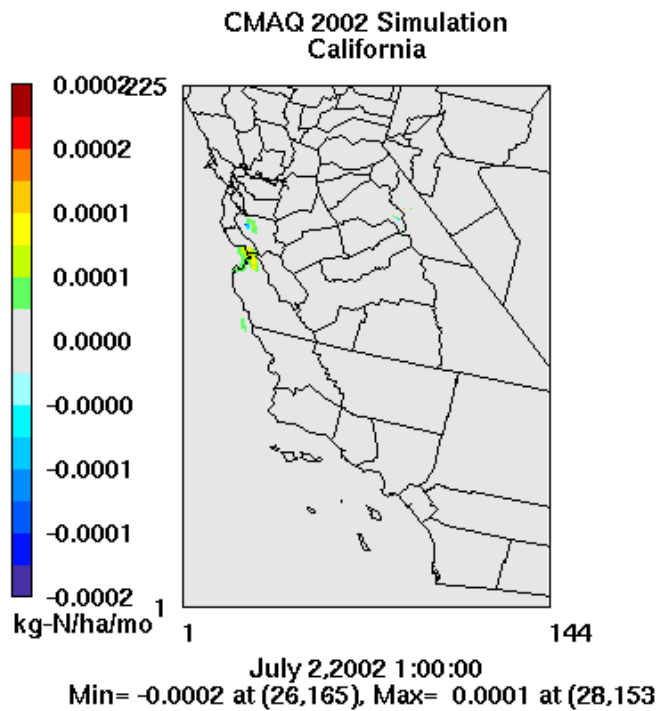 CMAQ 2002 Simulation
California
0.0002
225
0.0002
0.0001
0.0001
0.0000
-0.0000
-0.0001
-0.0001
-0.0002
1
kg-N/ha/mo
1
144
July 2,2002 1:00:00
Min= -0.0002 at (26,165), Max= 0.0001 at (28,153